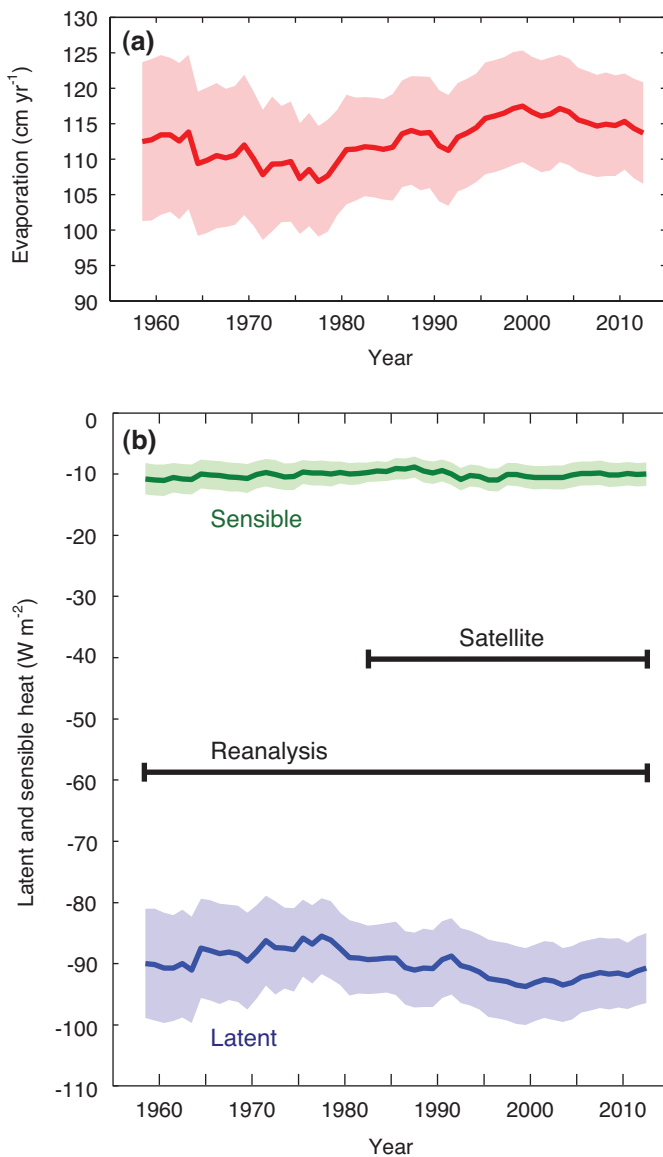 (a)
130
125
120
115
110
105
100
95
90
Evaporation (cm yr⁻¹)
1960 1970 1980 1990 2000 2010
Year
(b)
0
-10
-20
-30
-40
-50
-60
-70
-80
-90
-100
-110
Latent and sensible heat (W m⁻²)
Sensible
Satellite
Reanalysis
Latent
1960 1970 1980 1990 2000 2010
Year